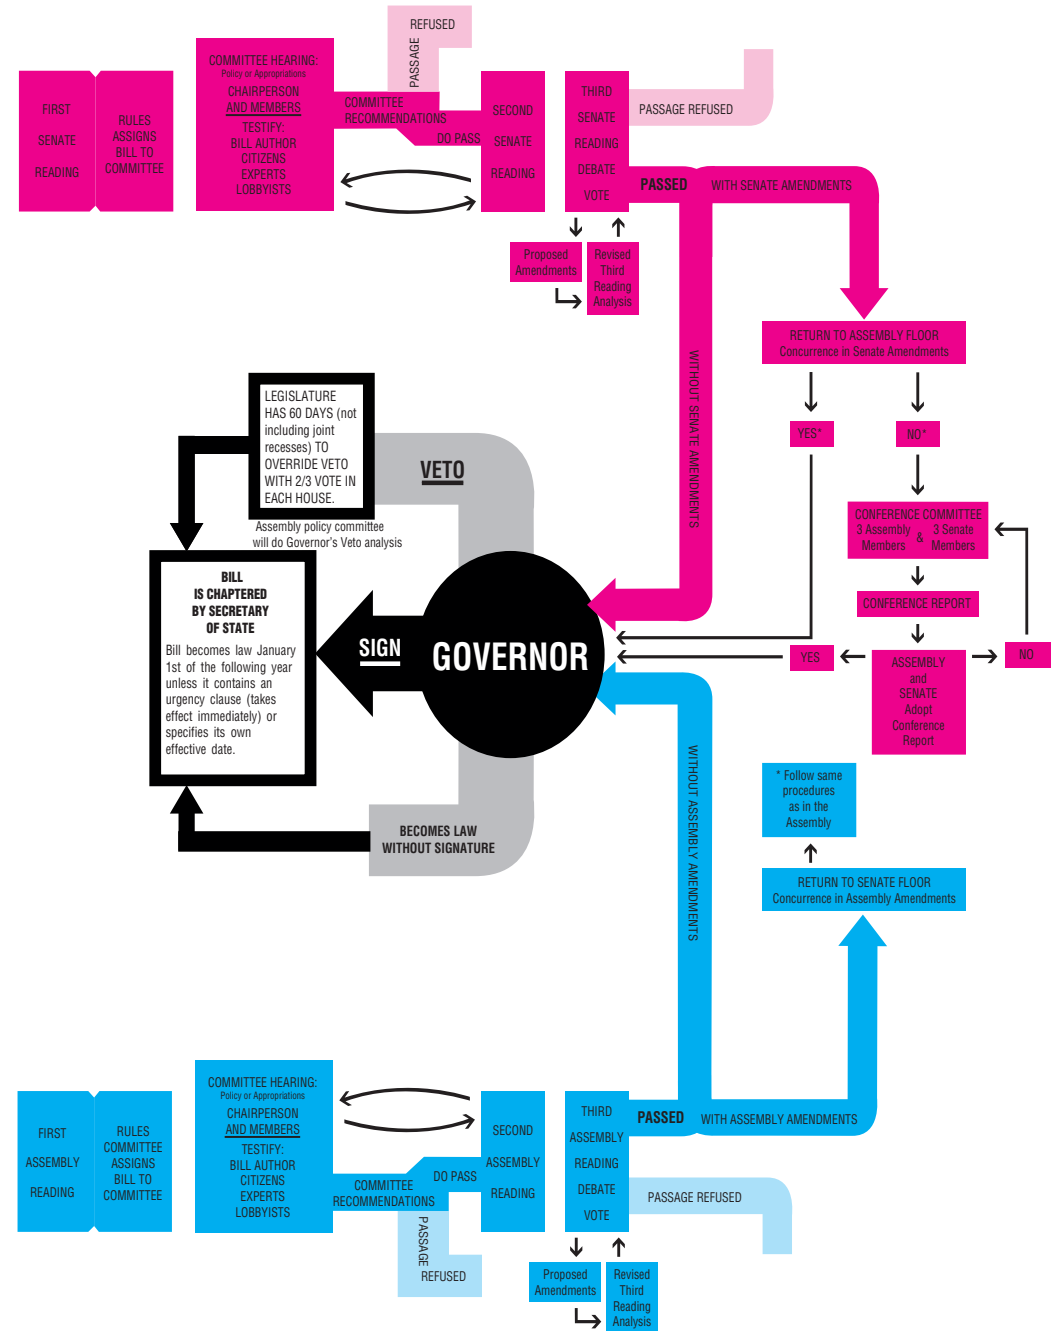 REFUSED
PASSAGE
FIRST
SENATE
READING
RULES
ASSIGNS
BILL TO
COMMITTEE
COMMITTEE HEARING:
Policy or Appropriations
CHAIRPERSON
AND MEMBERS
TESTIFY:
BILL AUTHOR
CITIZENS
EXPERTS
LOBBYISTS
COMMITTEE
RECOMMENDATIONS
DO PASS
SECOND
SENATE
READING
THIRD
SENATE
READING
DEBATE
VOTE
PASSAGE REFUSED
PASSED
WITH SENATE AMENDMENTS
Proposed
Amendments
Revised
Third
Reading
Analysis
WITHOUT SENATE AMENDMENTS
RETURN TO ASSEMBLY FLOOR
Concurrence in Senate Amendments
YES*
NO*
CONFERENCE COMMITTEE
3 Assembly
Members
&
3 Senate
Members
CONFERENCE REPORT
ASSEMBLY
and
SENATE
Adopt
Conference
Report
YES
NO
LEGISLATURE
HAS 60 DAYS (not
including joint
recesses) TO
OVERRIDE VETO
WITH 2/3 VOTE IN
EACH HOUSE.
VETO
Assembly policy committee
will do Governor's Veto analysis
BILL
IS CHAPTERED
BY SECRETARY
OF STATE
Bill becomes law January
1st of the following year
unless it contains an
urgency clause (takes
effect immediately) or
specifies its own
effective date.
SIGN
GOVERNOR
BECOMES LAW
WITHOUT SIGNATURE
WITHOUT ASSEMBLY AMENDMENTS
* Follow same
procedures
as in the
Assembly
RETURN TO SENATE FLOOR
Concurrence in Assembly Amendments
FIRST
ASSEMBLY
READING
RULES
COMMITTEE
ASSIGNS
BILL TO
COMMITTEE
COMMITTEE HEARING:
Policy or Appropriations
CHAIRPERSON
AND MEMBERS
TESTIFY:
BILL AUTHOR
CITIZENS
EXPERTS
LOBBYISTS
COMMITTEE
RECOMMENDATIONS
DO PASS
PASSAGE
REFUSED
SECOND
ASSEMBLY
READING
THIRD
ASSEMBLY
READING
DEBATE
VOTE
PASSED
WITH ASSEMBLY AMENDMENTS
PASSAGE REFUSED
Proposed
Amendments
Revised
Third
Reading
Analysis